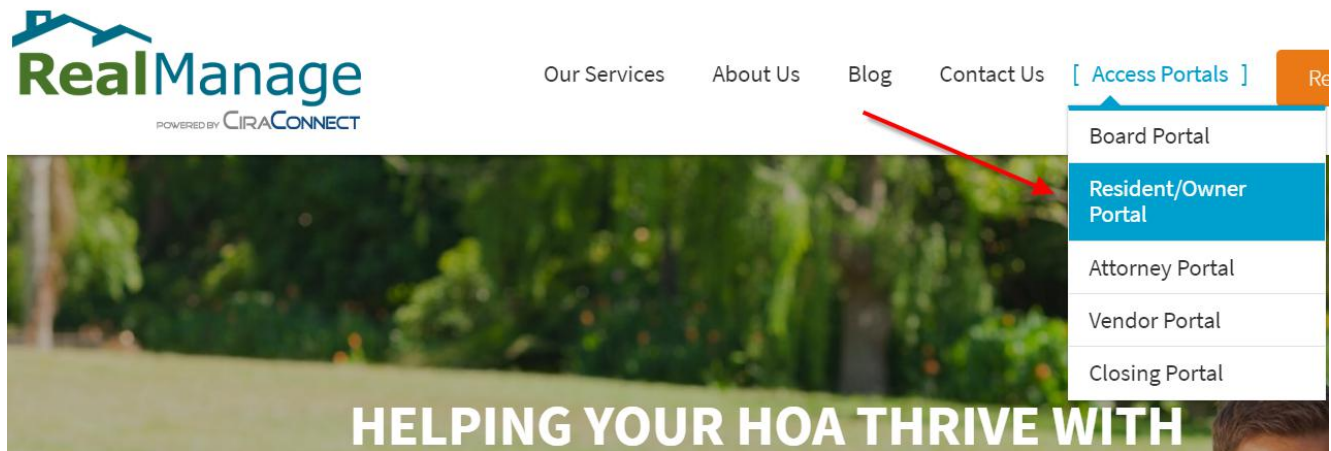 RealManage
POWERED BY CIRACONNECT
Our Services About Us Blog Contact Us [ Access Portals ]
Board Portal
Resident/Owner
Portal
Attorney Portal
Vendor Portal
Closing Portal
HELPING YOUR HOA THRIVE WITH